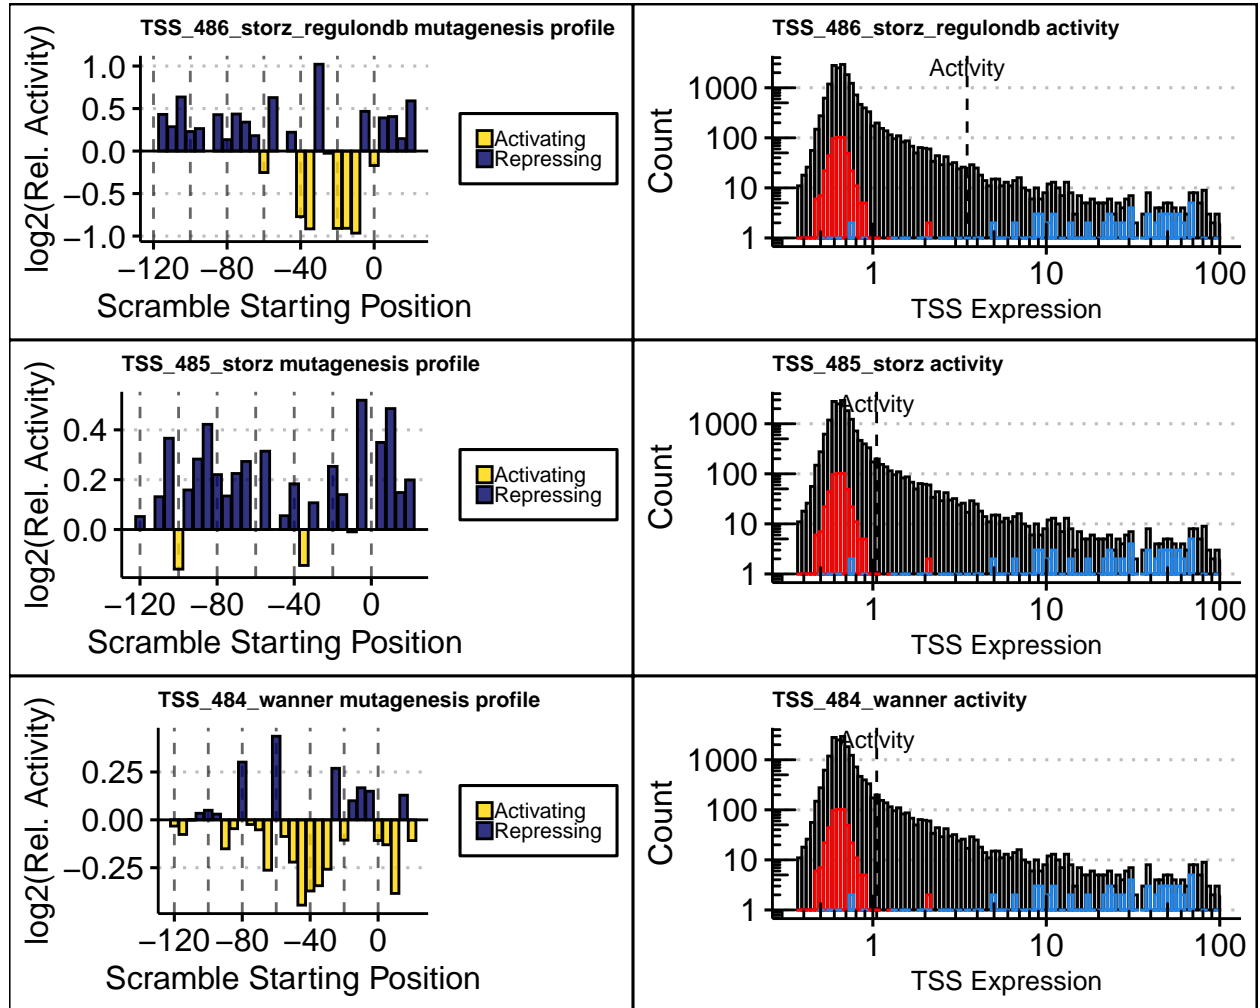 TSS_486_storz_regulondb mutagenesis profile
log2(Rel. Activity)
1.0
0.5
0.0
−0.5
−1.0
−120 −80 −40 0
Scramble Starting Position
Activating
Repressing
TSS_486_storz_regulondb activity
Activity
Count
1000
100
10
1
1 10 100
TSS Expression
TSS_485_storz mutagenesis profile
log2(Rel. Activity)
0.4
0.2
0.0
−120 −80 −40 0
Scramble Starting Position
Activating
Repressing
TSS_485_storz activity
Activity
Count
1000
100
10
1
1 10 100
TSS Expression
TSS_484_wanner mutagenesis profile
log2(Rel. Activity)
0.25
0.00
−0.25
−120 −80 −40 0
Scramble Starting Position
Activating
Repressing
TSS_484_wanner activity
Activity
Count
1000
100
10
1
1 10 100
TSS Expression